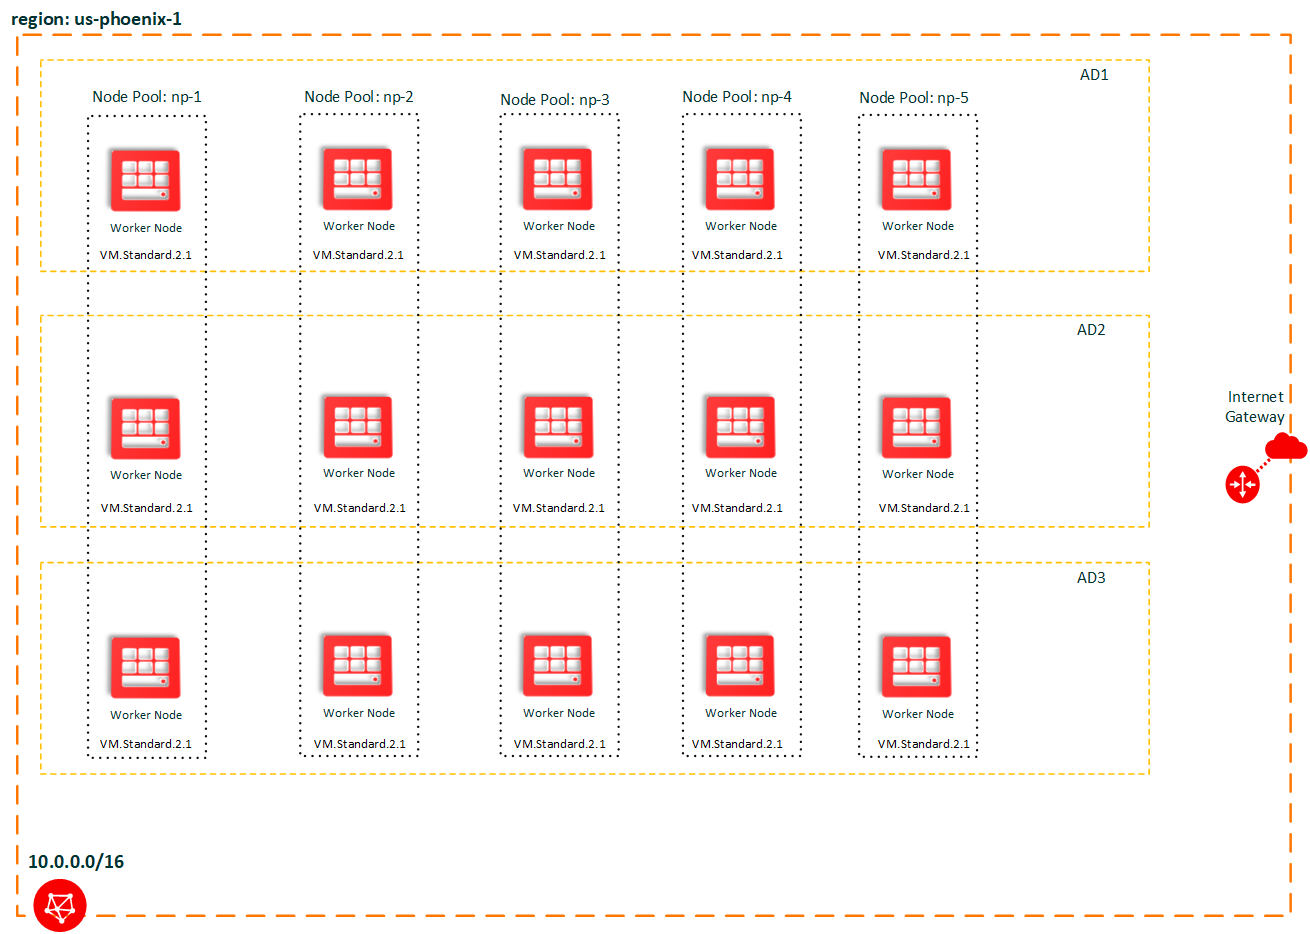 region: us-phoenix-1
AD1
Node Pool: np-1
Node Pool: np-2
Node Pool: np-3
Node Pool: np-4
Node Pool: np-5
Worker Node
Worker Node
Worker Node
Worker Node
Worker Node
VM.Standard.2.1
VM.Standard.2.1
VM.Standard.2.1
VM.Standard.2.1
VM.Standard.2.1
AD2
Internet
Gateway
Worker Node
Worker Node
Worker Node
Worker Node
Worker Node
VM.Standard.2.1
VM.Standard.2.1
VM.Standard.2.1
VM.Standard.2.1
VM.Standard.2.1
AD3
Worker Node
Worker Node
Worker Node
Worker Node
Worker Node
VM.Standard.2.1
VM.Standard.2.1
VM.Standard.2.1
VM.Standard.2.1
VM.Standard.2.1
10.0.0.0/16